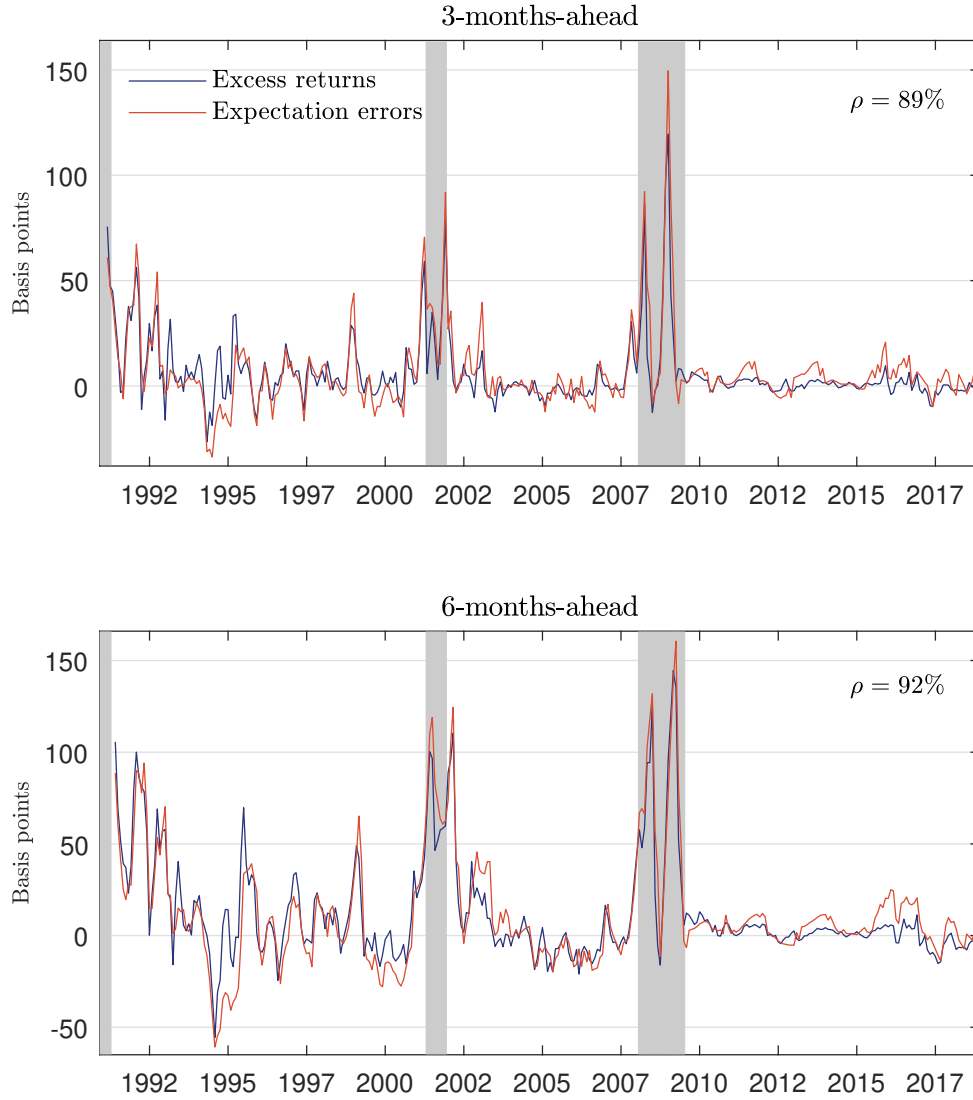 3-months-ahead
150
100
50
0
Basis points
Excess returns
Expectation errors
ρ = 89%
1992 1995 1997 2000 2002 2005 2007 2010 2012 2015 2017
6-months-ahead
150
100
50
0
-50
Basis points
ρ = 92%
1992 1995 1997 2000 2002 2005 2007 2010 2012 2015 2017